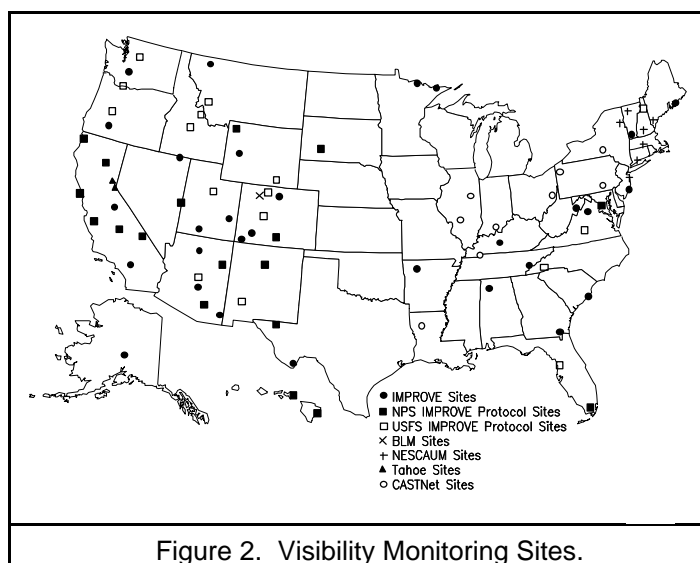 IMPROVE Sites
NPS IMPROVE Protocol Sites
USFS IMPROVE Protocol Sites
BLM Sites
NESCAUM Sites
Tahoe Sites
CASTNet Sites
Figure 2. Visibility Monitoring Sites.